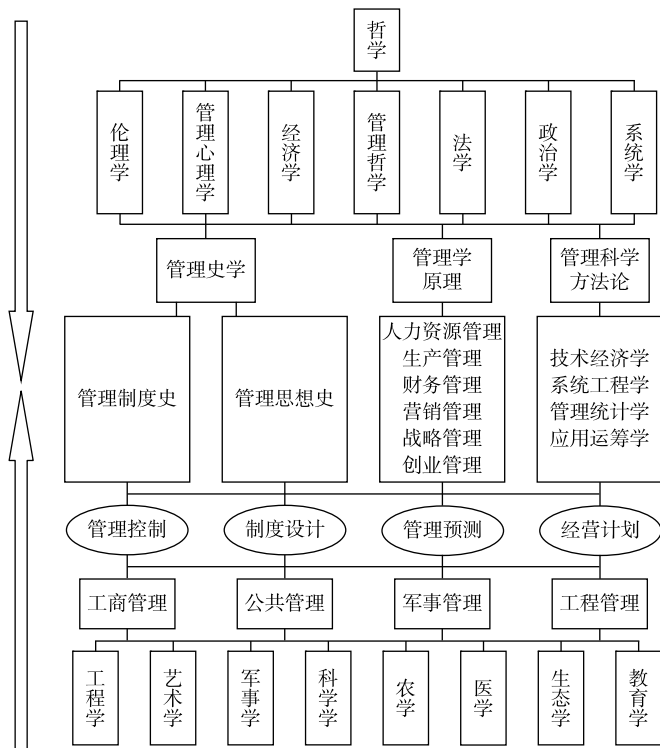 哲学
伦理学
管理心理学
经济学
管理哲学
法学
政治学
系统学
管理史学
管理学
原理
管理科学
方法论
管理制度史
管理思想史
人力资源管理
生产管理
财务管理
营销管理
战略管理
创业管理
技术经济学
系统工程学
管理统计学
应用运筹学
管理控制
制度设计
管理预测
经营计划
工商管理
公共管理
军事管理
工程管理
工程学
艺术学
军事学
科学学
农学
医学
生态学
教育学